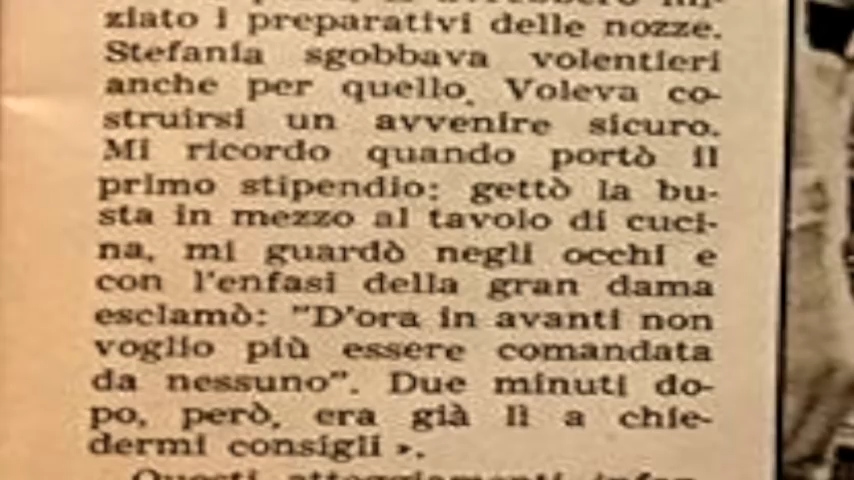 ziato i preparativi delle nozze.
Stefania sgobbava volentieri
anche per quello. Voleva co-
struirsi un avvenire sicuro.
Mi ricordo quando portò il
primo stipendio: gettò la bu-
sta in mezzo al tavolo di cuci-
na, mi guardò negli occhi e
con l'enfasi della gran dama
esclamò: "D'ora in avanti non
voglio più essere comandata
da nessuno". Due minuti do-
po, però, era già lì a chie-
dermi consigli ».
Questi atteggiamenti